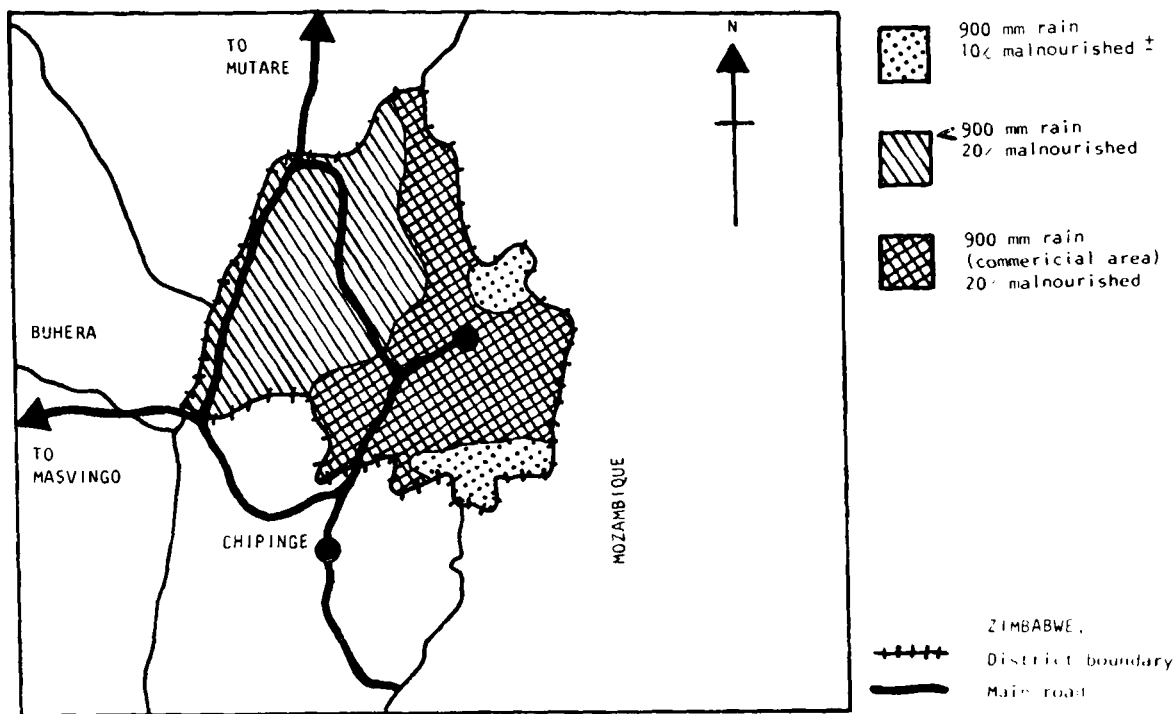 TO
MUTARE
N
BUHERA
TO
MASVINGO
CHIPINGE
MOZAMBIQUE
900 mm rain
10% malnourished ±
< 900 mm rain
20% malnourished
900 mm rain
(commericial area)
20% malnourished
ZIMBABWE.
District boundary
Main road